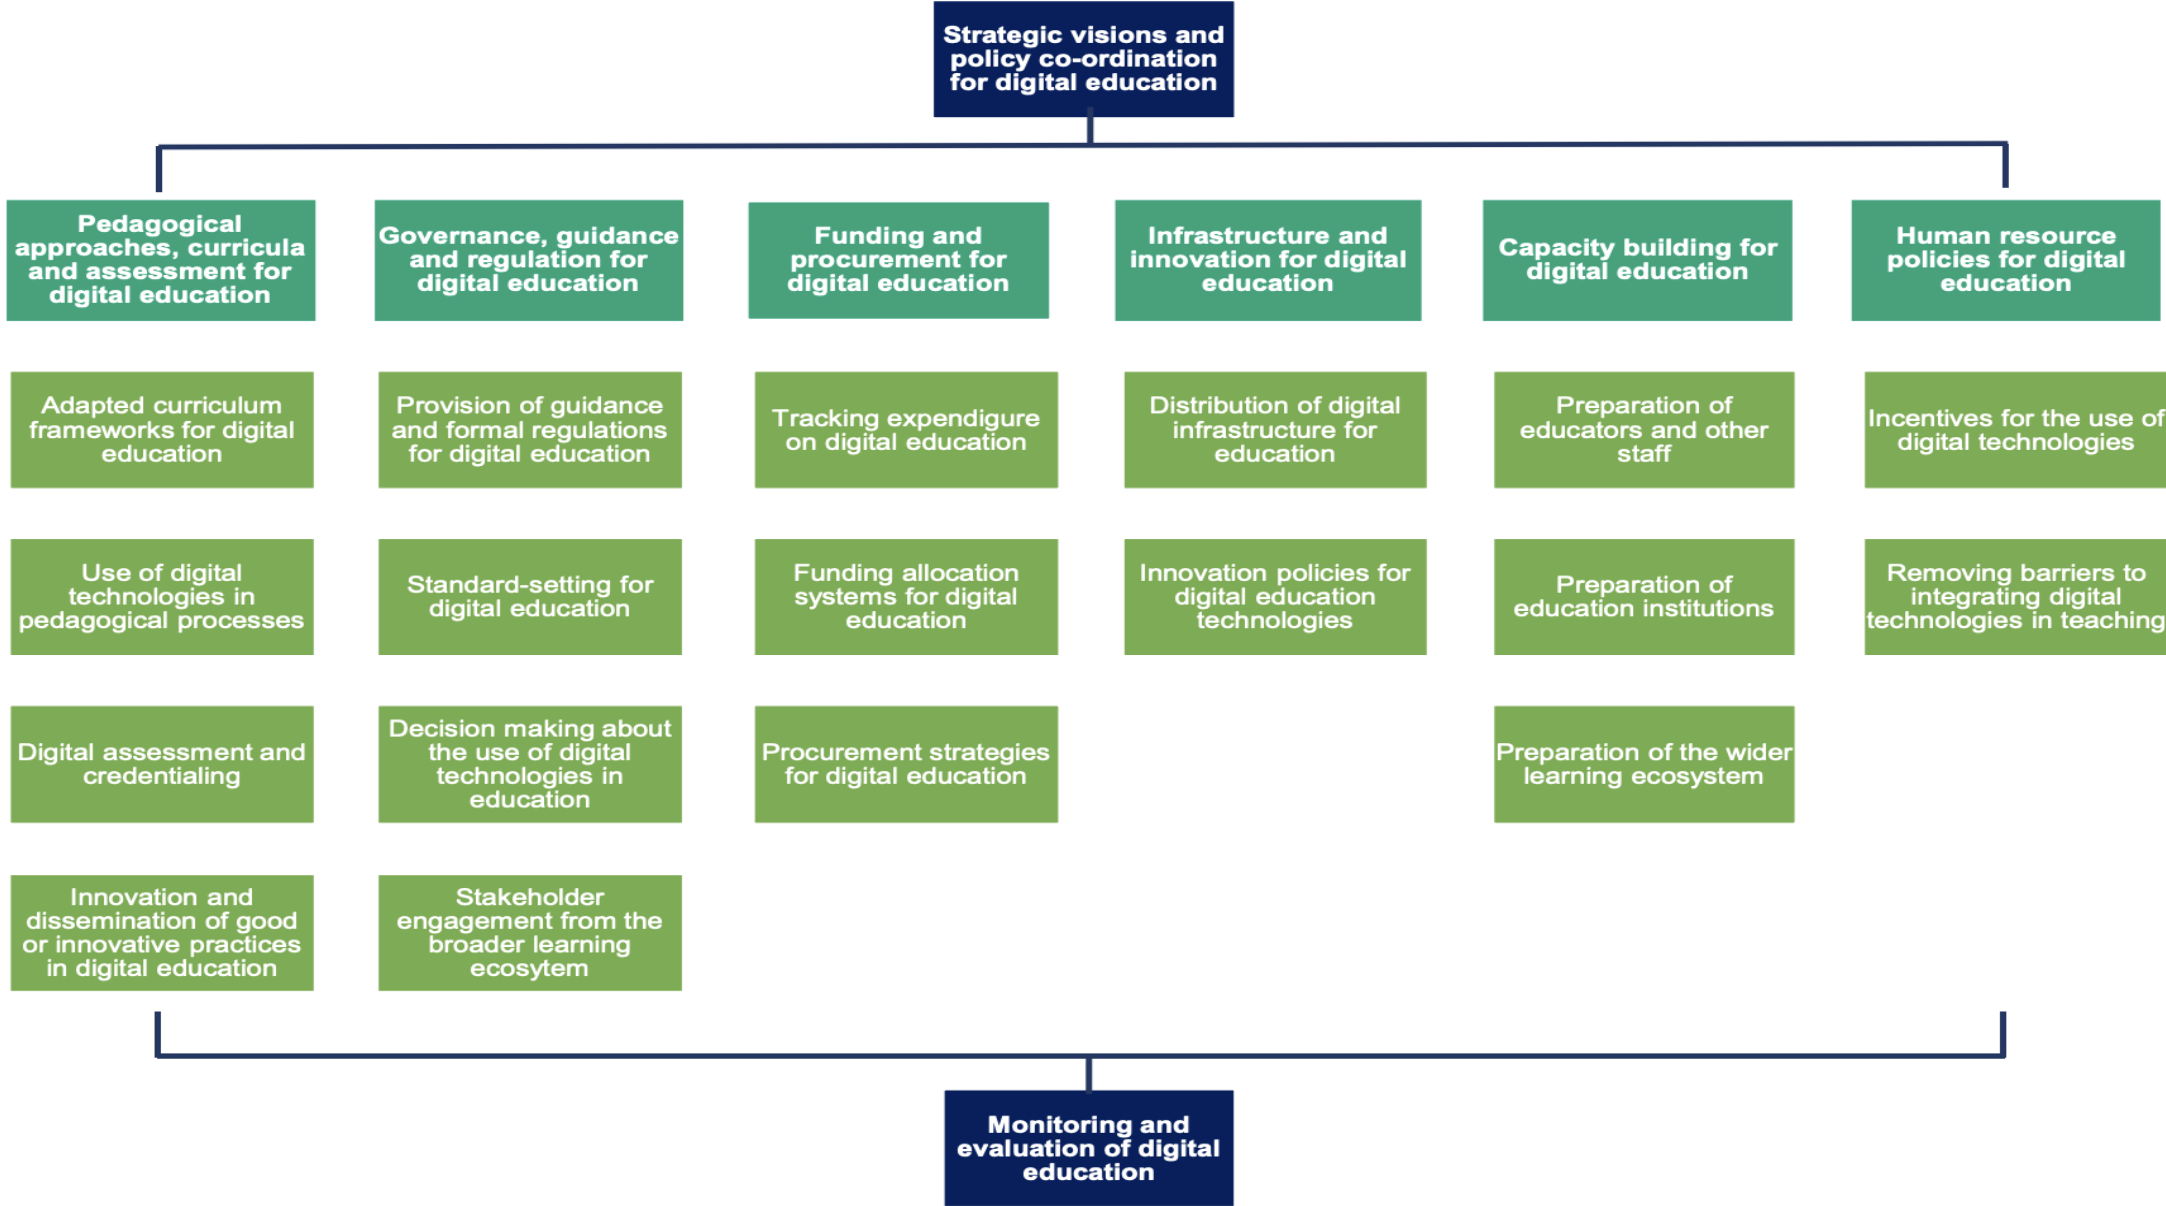 Strategic visions and
policy co-ordination
for digital education
Pedagogical
approaches, curricula
and assessment for
digital education
Governance, guidance
and regulation for
digital education
Funding and
procurement for
digital education
Infrastructure and
innovation for digital
education
Capacity building for
digital education
Human resource
policies for digital
education
Adapted curriculum
frameworks for digital
education
Provision of guidance
and formal regulations
for digital education
Tracking expendigure
on digital education
Distribution of digital
infrastructure for
education
Preparation of
educators and other
staff
Incentives for the use of
digital technologies
Use of digital
technologies in
pedagogical processes
Standard-setting for
digital education
Funding allocation
systems for digital
education
Innovation policies for
digital education
technologies
Preparation of
education institutions
Removing barriers to
integrating digital
technologies in teaching
Digital assessment and
credentialing
Decision making about
the use of digital
technologies in
education
Procurement strategies
for digital education
Preparation of the wider
learning ecosystem
Innovation and
dissemination of good
or innovative practices
in digital education
Stakeholder
engagement from the
broader learning
ecosytem
Monitoring and
evaluation of digital
education